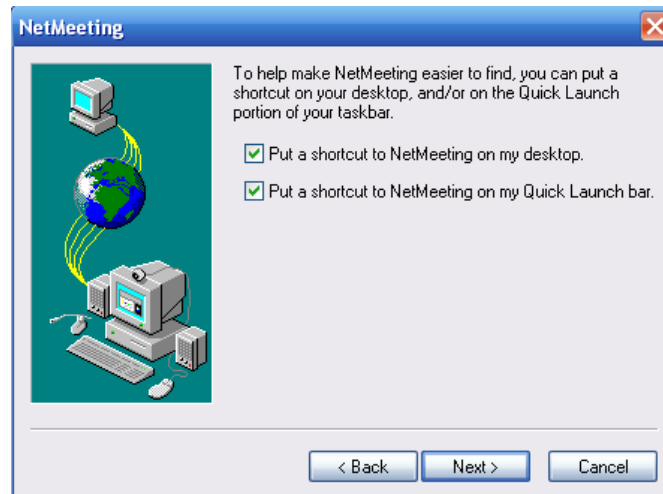 NetMeeting
To help make NetMeeting easier to find, you can put a
shortcut on your desktop, and/or on the Quick Launch
portion of your taskbar.
Put a shortcut to NetMeeting on my desktop.
Put a shortcut to NetMeeting on my Quick Launch bar.
< Back
Next >
Cancel